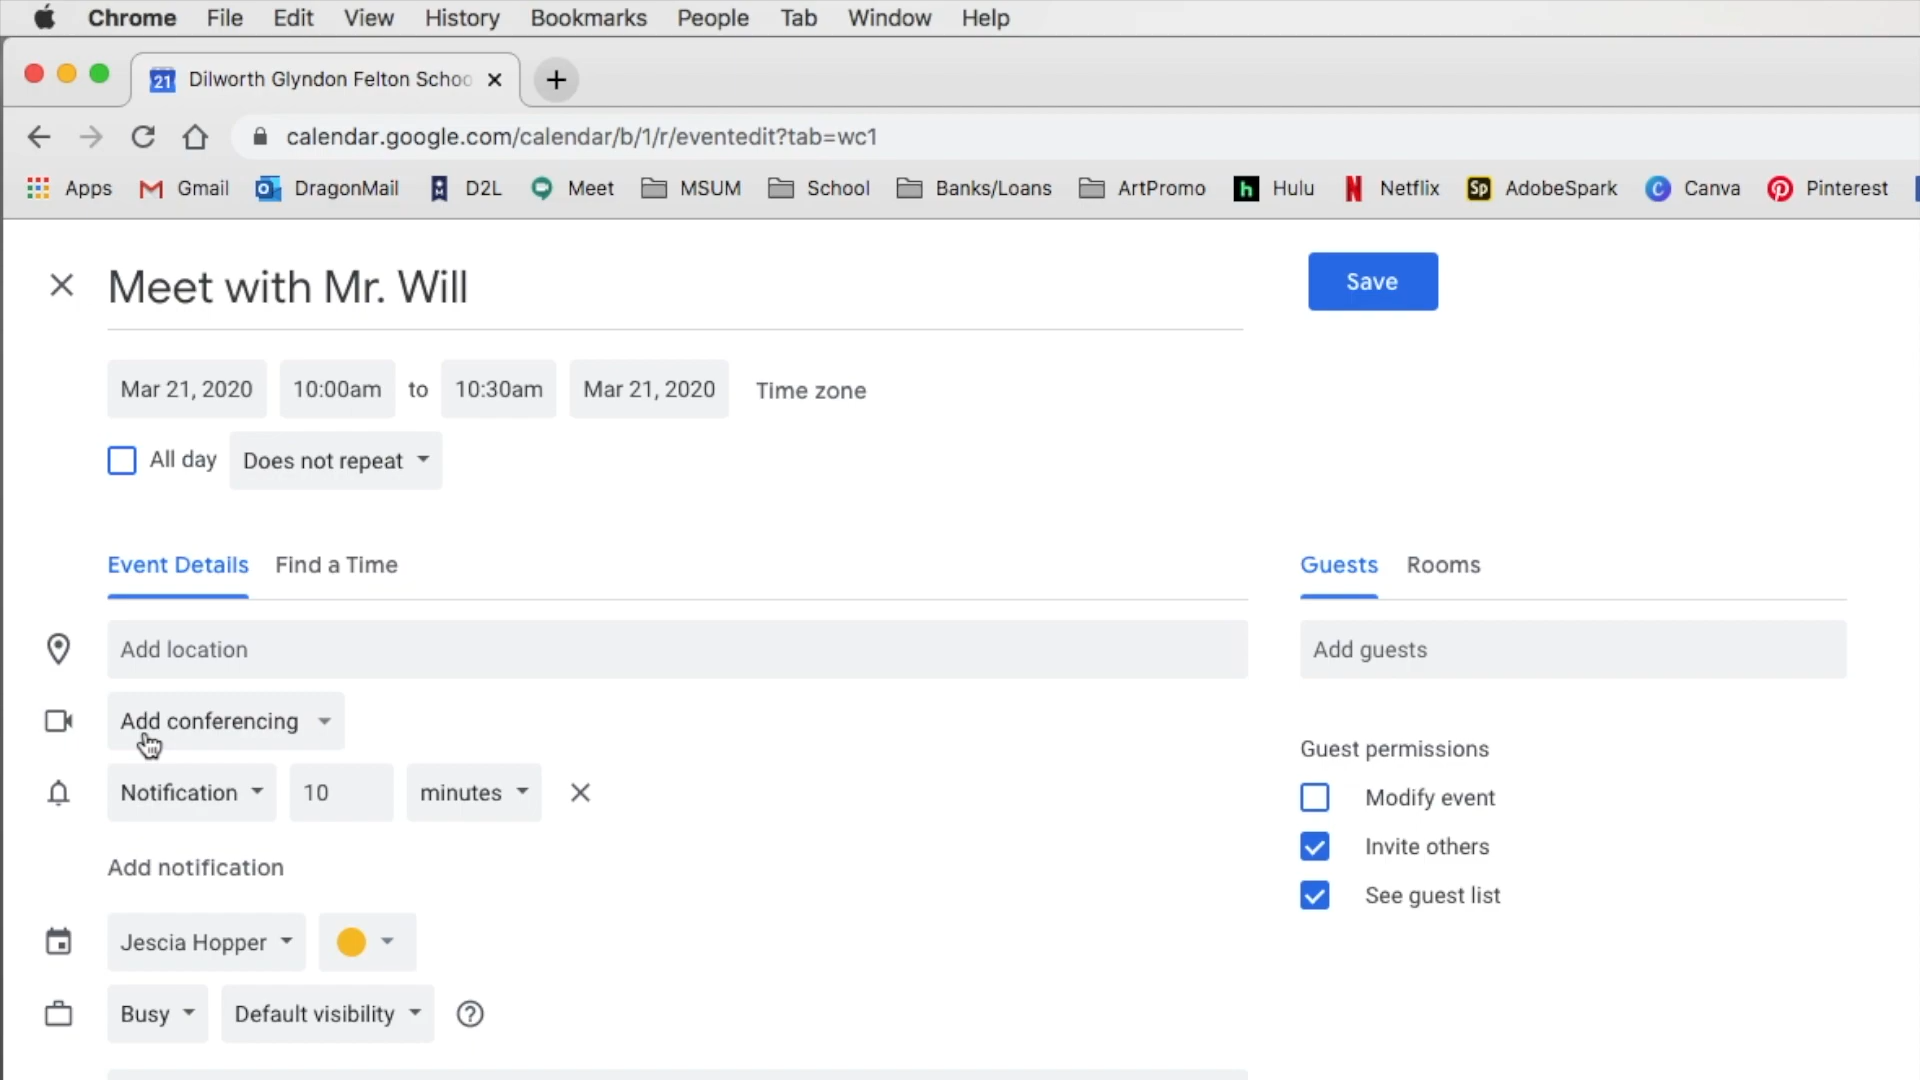 Chrome File Edit View History Bookmarks People Tab Window Help
21 Dilworth Glyndon Felton Schoo
calendar.google.com/calendar/b/1/r/eventedit?tab=wc1
Apps Gmail DragonMail D2L Meet MSUM School Banks/Loans ArtPromo h Hulu Netflix Sp AdobeSpark C Canva Pinterest
Meet with Mr. Will Save
Mar 21, 2020 10:00am to 10:30am Mar 21, 2020 Time zone
All day Does not repeat
Event Details Find a Time Guests Rooms
Add location Add guests
Add conferencing
Guest permissions
Notification 10 minutes Modify event
Invite others
Add notification
See guest list
Jescia Hopper
Busy Default visibility ?